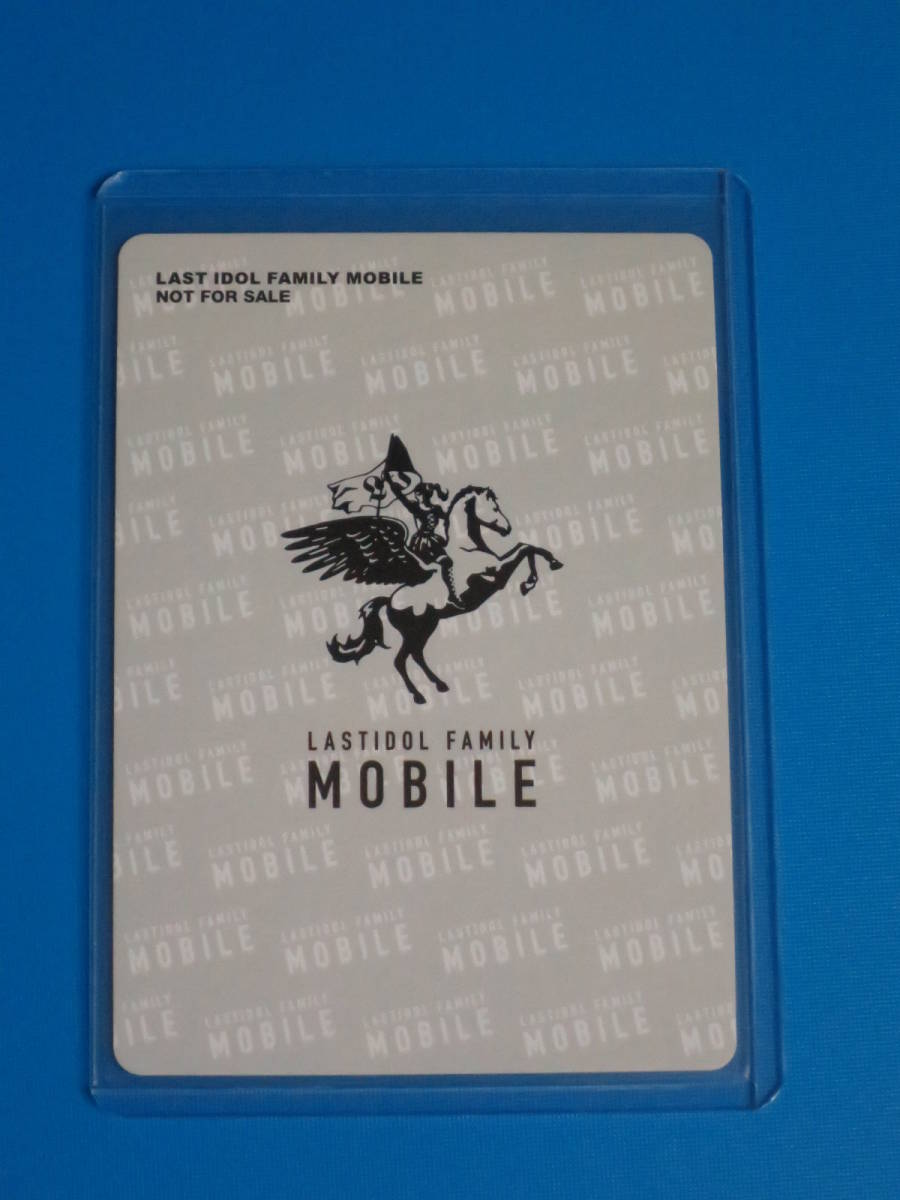 LAST IDOL FAMILY MOBILE
NOT FOR SALE
LASTIDOL FAMILY
MOBILE